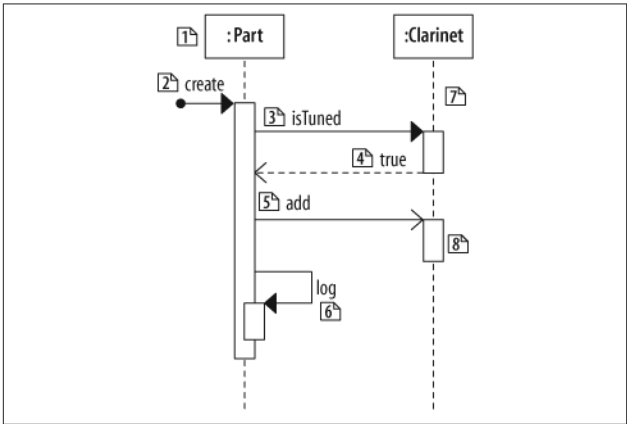 1 : Part :Clarinet
2 create
7
3 isTuned
4 true
5 add
8
log
6